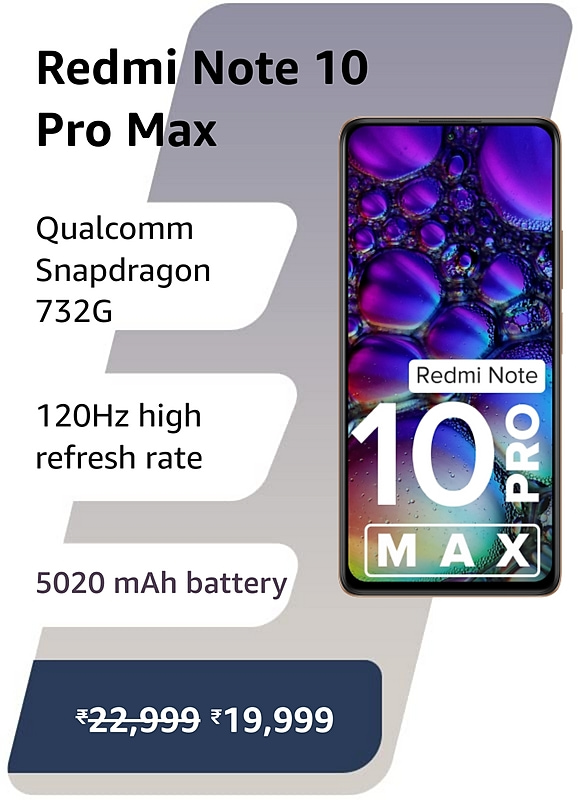 Redmi Note 10
Pro Max
Qualcomm
Snapdragon
732G
120Hz high
refresh rate
5020 mAh battery
₹22,999 ₹19,999
Redmi Note
10 PRO
MAX